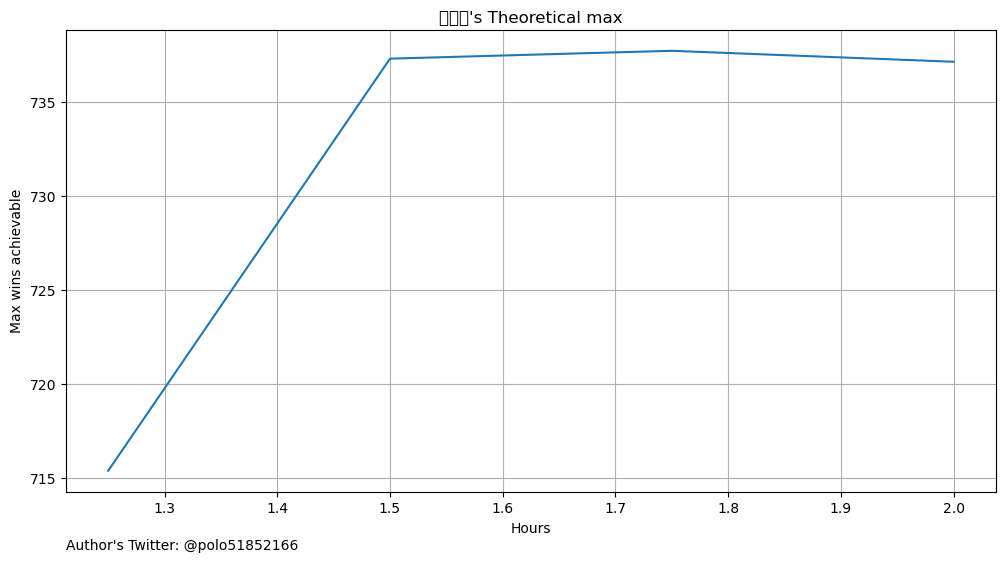 's Theoretical max
Max wins achievable
735
730
725
720
715
1.3 1.4 1.5 1.6 1.7 1.8 1.9 2.0
Hours
Author's Twitter: @polo51852166